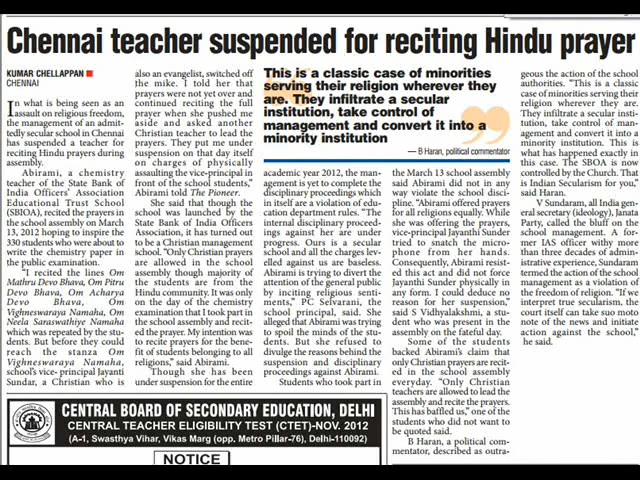 Chennai teacher suspended for reciting Hindu prayer
KUMAR CHELLAPPAN
CHENNAI
In what is being seen as an
assault on religious freedom,
the management of an admit-
tedly secular school in Chennai
has suspended a teacher for
reciting Hindu prayers during
assembly.
Abirami, a chemistry
teacher of the State Bank of
India Officers' Association
Educational Trust School
(SBIOA), recited the prayers in
the school assembly on March
13, 2012 hoping to inspire the
330 students who were about to
write the chemistry paper in
the public examination.
"I recited the lines Om
Mathru Devo Bhava, Om Pitru
Devo Bhava, Om Acharya
Devo Bhava, Om
Vighneswaraya Namaha, Om
Neela Saraswathiye Namaha
which was repeated by the stu-
dents. But before they could
reach the stanza Om
Vighneswaraya Namaha,
school's vice-principal Jayanti
Sundar, a Christian who is
also an evangelist, switched off
the mike. I told her that
prayers were not yet over and
continued reciting the full
prayer when she pushed me
aside and asked another
Christian teacher to lead the
prayers. They put me under
suspension on that day itself
on charges of physically
assaulting the vice-principal in
front of the school students,"
Abirami told The Pioneer.
She said that though the
school was launched by the
State Bank of India Officers
Association, it has turned out
to be a Christian management
school. "Only Christian prayers
are allowed in the school
assembly though majority of
the students are from the
Hindu community. It was only
on the day of the chemistry
examination that I took part in
the school assembly and recit-
ed the prayer. My intention was
to recite prayers for the bene-
fit of students belonging to all
religions," said Abirami.
Though she has been
under suspension for the entire
This is a classic case of minorities
serving their religion wherever they
are. They infiltrate a secular
institution, take control of
management and convert it into a
minority institution
— B Haran, political commentator
academic year 2012, the man-
agement is yet to complete the
disciplinary proceedings which
in itself are a violation of edu-
cation department rules. "The
internal disciplinary proceed-
ings against her are under
progress. Ours is a secular
school and all the charges lev-
elled against us are baseless.
Abirami is trying to divert the
attention of the general public
by inciting religious senti-
ments," PC Selvarani, the
school principal, said. She
alleged that Abirami was trying
to spoil the minds of the stu-
dents. But she refused to
divulge the reasons behind the
suspension and disciplinary
proceedings against Abirami.
Students who took part in
the March 13 school assembly
said Abirami did not in any
way violate the school disci-
pline. "Abirami offered prayers
for all religions equally. While
she was offering the prayers,
vice-principal Jayanthi Sunder
tried to snatch the micro-
phone from her hands.
Consequently, Abirami resist-
ed this act and did not force
Jayanthi Sunder physically in
any form. I could deduce no
reason for her suspension,"
said S Vidhyalakshmi, a stu-
dent who was present in the
assembly on the fateful day.
Some of the students
backed Abirami's claim that
only Christian prayers are recit-
ed in the school assembly
everyday. "Only Christian
teachers are allowed to lead the
assembly and recite the prayers.
This has baffled us," one of the
students who did not want to
be quoted said.
B Haran, a political com-
mentator, described as outra-
geous the action of the school
authorities. "This is a classic
case of minorities serving their
religion wherever they are.
They infiltrate a secular insti-
tution, take control of man-
agement and convert it into a
minority institution. This is
what has happened exactly in
this case. The SBOA is now
controlled by the Church. That
is Indian Secularism for you,"
said Haran.
V Sundaram, all India gen-
eral secretary (ideology), Janata
Party, called the bluff on the
school management. A for-
mer IAS officer withy more
than three decades of admin-
istrative experience, Sundaram
termed the action of the school
management as a violation of
the freedom of religion. "If we
interpret true secularism, the
court itself can take suo moto
note of the news and initiate
action against the school,"
he said.
CENTRAL BOARD OF SECONDARY EDUCATION, DELHI
CENTRAL TEACHER ELIGIBILITY TEST (CTET)-NOV. 2012
(A-1, Swasthya Vihar, Vikas Marg (opp. Metro Pillar-76), Delhi-110092)
NOTICE